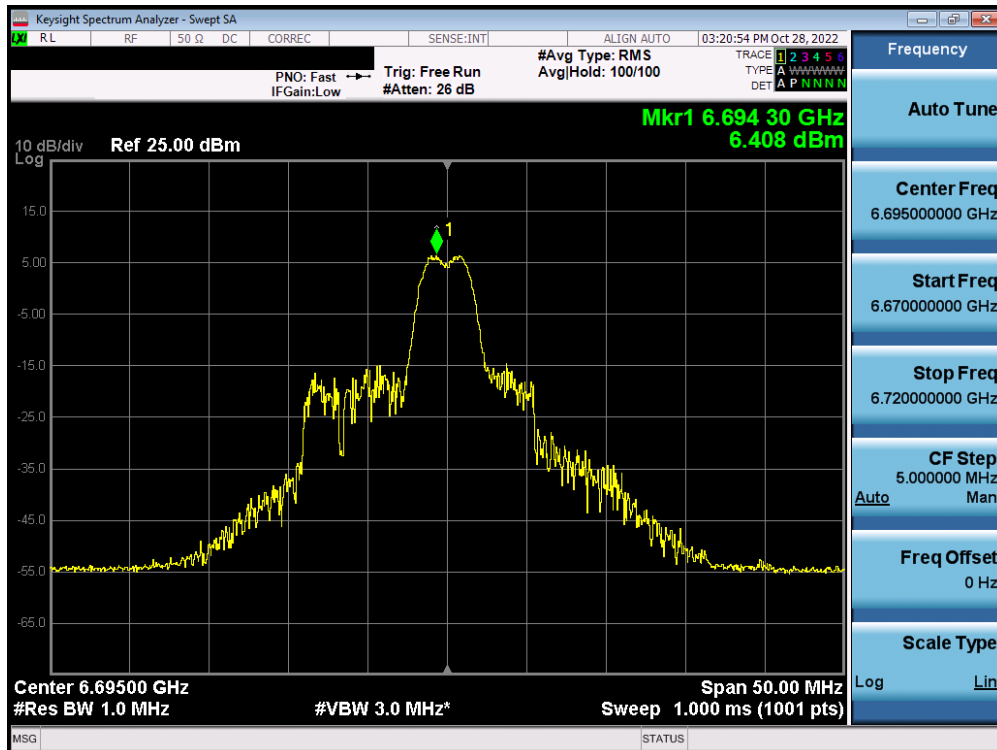 Keysight Spectrum Analyzer - Swept SA
LXI RL RF 50 Ω DC CORREC SENSE:INT ALIGN AUTO 03:20:54 PM Oct 28, 2022
PNO: Fast Trig: Free Run #Avg Type: RMS TRACE 1 2 3 4 5 6
IFGain:Low #Atten: 26 dB Avg|Hold: 100/100 TYPE A WWWWW
DET A P N N N N
Mkr1 6.694 30 GHz
6.408 dBm
10 dB/div Ref 25.00 dBm
Log
15.0
1
5.00
-5.00
-15.0
-25.0
-35.0
-45.0
-55.0
-65.0
Center 6.69500 GHz Span 50.00 MHz
#Res BW 1.0 MHz #VBW 3.0 MHz* Sweep 1.000 ms (1001 pts)
MSG STATUS
Frequency
Auto Tune
Center Freq
6.695000000 GHz
Start Freq
6.670000000 GHz
Stop Freq
6.720000000 GHz
CF Step
5.000000 MHz
Auto Man
Freq Offset
0 Hz
Scale Type
Log Lin